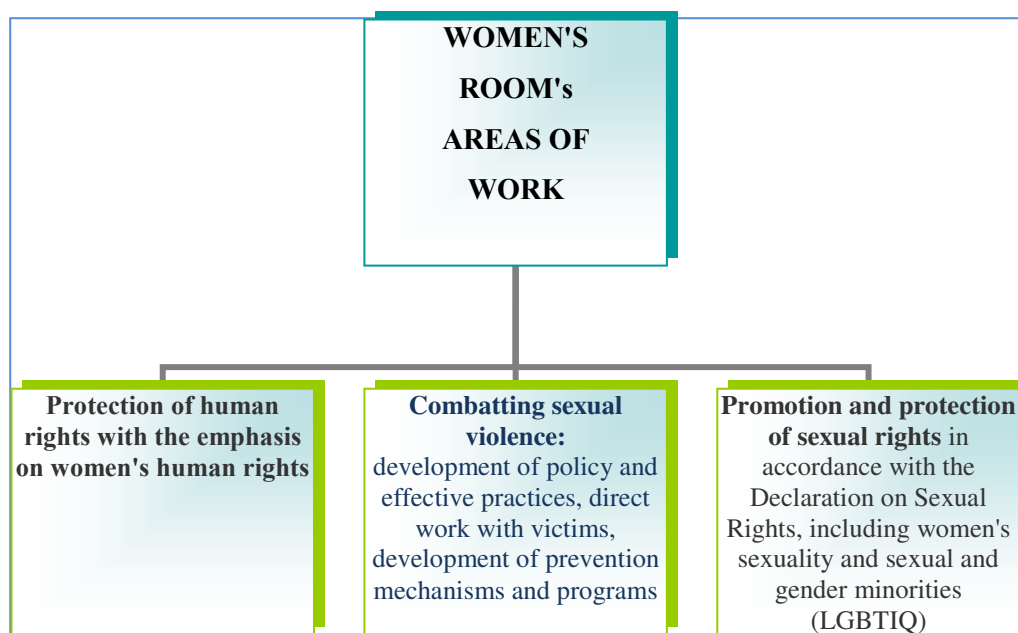 WOMEN'S
ROOM's
AREAS OF
WORK
Protection of human
rights with the emphasis
on women's human rights
Combatting sexual
violence:
development of policy and
effective practices, direct
work with victims,
development of prevention
mechanisms and programs
Promotion and protection
of sexual rights in
accordance with the
Declaration on Sexual
Rights, including women's
sexuality and sexual and
gender minorities
(LGBTIQ)